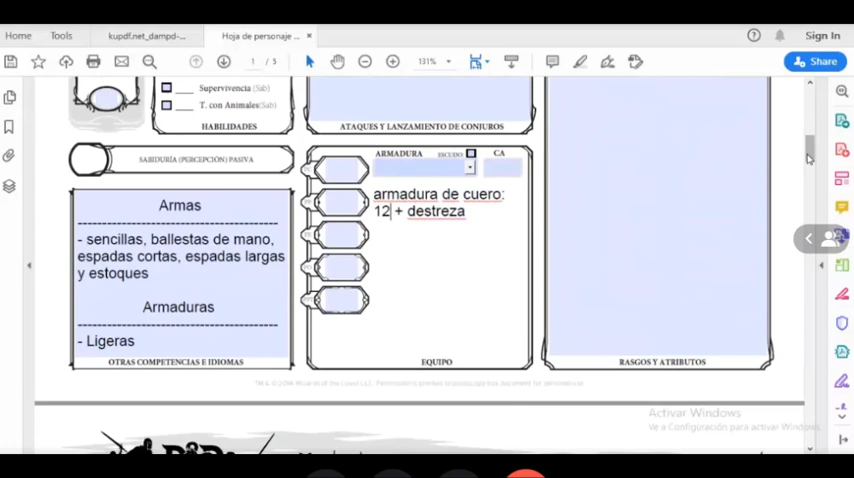 Home
Tools
kupdf.net_dampd-...
Hoja de personaje ...
×
Sign In
1 / 5
131%
Share
Supervivencia (Sab)
T. con Animales(Sab)
HABILIDADES
ATAQUES Y LANZAMIENTO DE CONJUROS
SABIDURÍA (PERCEPCIÓN) PASIVA
ARMADURA
ESCUDO
CA
armadura de cuero:
12 + destreza
Armas
- sencillas, ballestas de mano,
espadas cortas, espadas largas
y estoques
Armaduras
- Ligeras
OTRAS COMPETENCIAS E IDIOMAS
EQUIPO
RASGOS Y ATRIBUTOS
Activar Windows
Ve a Configuración para activar Windows.